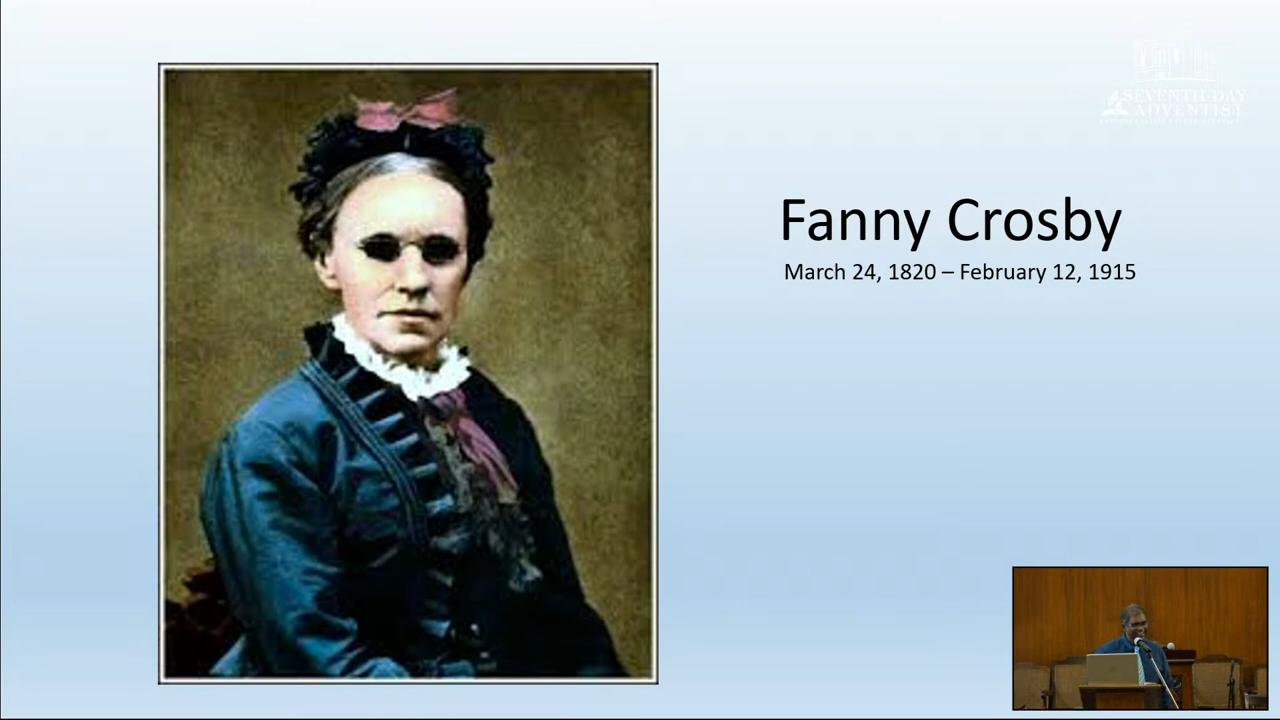 SEVENTH-DAY
ADVENTIST
Fanny Crosby
March 24, 1820 – February 12, 1915